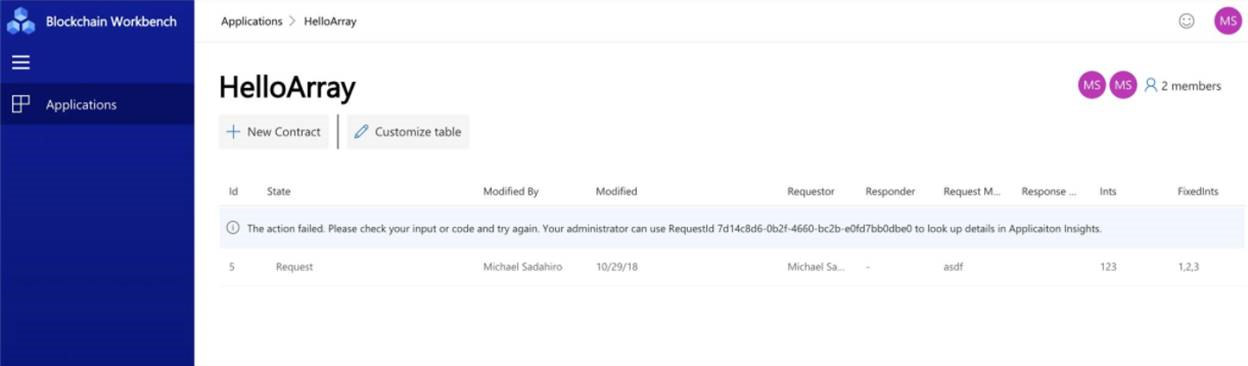 Blockchain Workbench
Applications > HelloArray
MS
Applications
HelloArray
MS MS 2 members
+ New Contract
Customize table
Id State Modified By Modified Requestor Responder Request M... Response ... Ints FixedInts
The action failed. Please check your input or code and try again. Your administrator can use RequestId 7d14c8d6-0b2f-4660-bc2b-e0fd7bb0dbe0 to look up details in Applicaiton Insights.
5 Request Michael Sadahiro 10/29/18 Michael Sa... - asdf 123 1,2,3